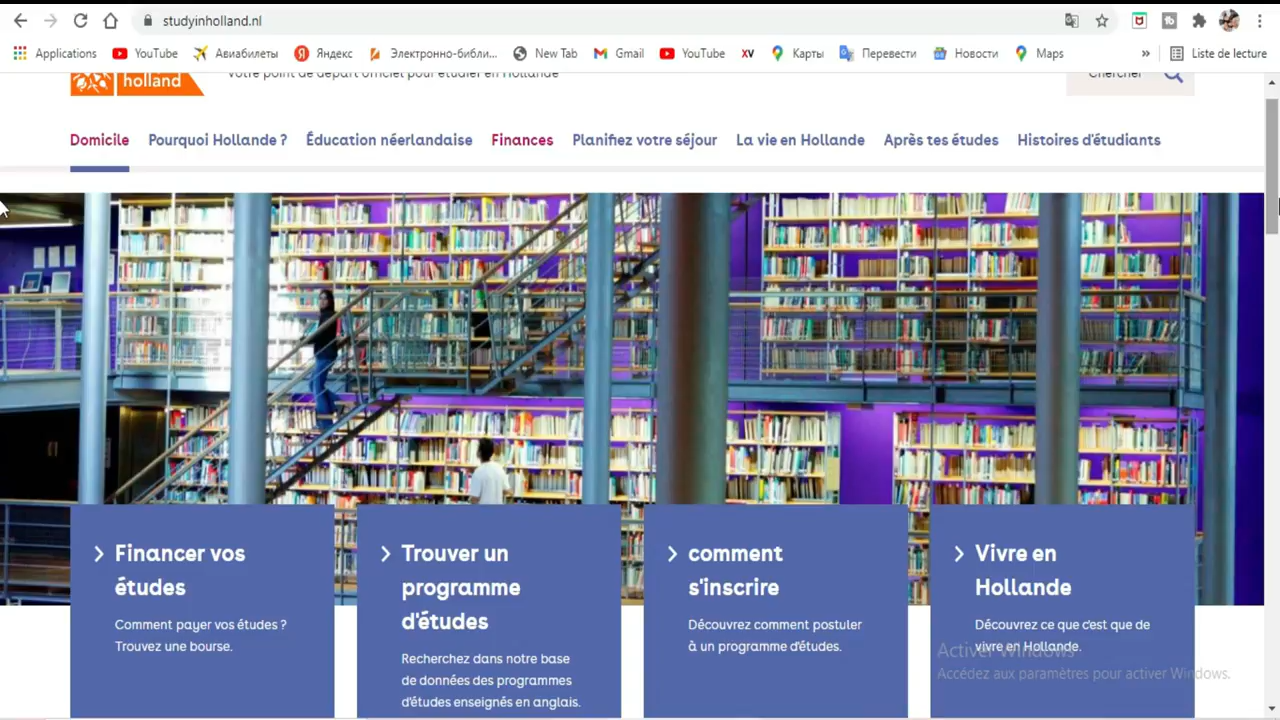 studyinholland.nl
Applications
YouTube
Авиабилеты
Яндекс
Электронно-библи...
New Tab
Gmail
YouTube
XV
Карты
Перевести
Новости
Maps
»
Liste de lecture
holland
Votre point de départ officiel pour étudier en Hollande
Chercher
Domicile
Pourquoi Hollande ?
Éducation néerlandaise
Finances
Planifiez votre séjour
La vie en Hollande
Après tes études
Histoires d'étudiants
Financer vos
études
Comment payer vos études ?
Trouvez une bourse.
Trouver un
programme
d'études
Recherchez dans notre base
de données des programmes
d'études enseignés en anglais.
comment
s'inscrire
Découvrez comment postuler
à un programme d'études.
Vivre en
Hollande
Découvrez ce que c'est que de
vivre en Hollande.
Activer Windows
Accédez aux paramètres pour activer Windows.